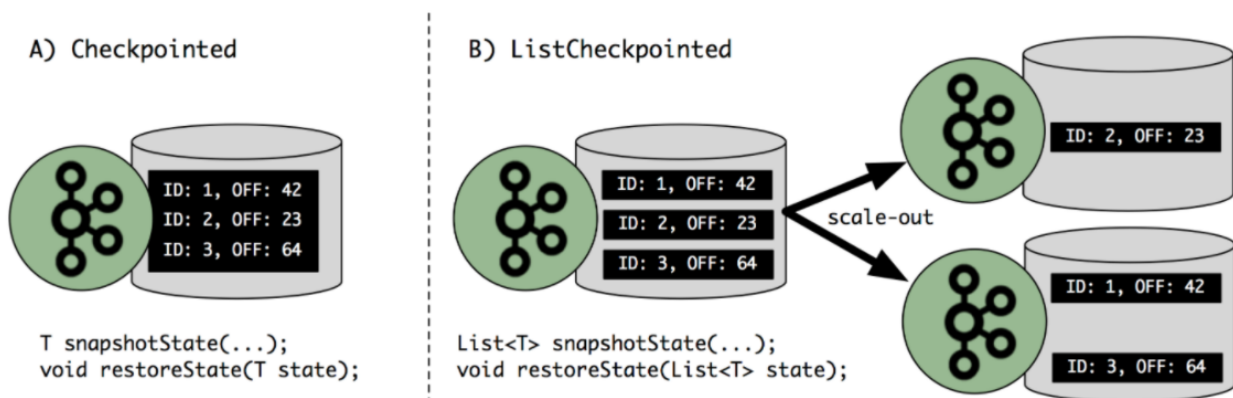 A) Checkpointed
ID: 1, OFF: 42
ID: 2, OFF: 23
ID: 3, OFF: 64
T snapshotState(...);
void restoreState(T state);
B) ListCheckpointed
ID: 1, OFF: 42
ID: 2, OFF: 23
ID: 3, OFF: 64
List<T> snapshotState(...);
void restoreState(List<T> state);
scale-out
ID: 2, OFF: 23
ID: 1, OFF: 42
ID: 3, OFF: 64